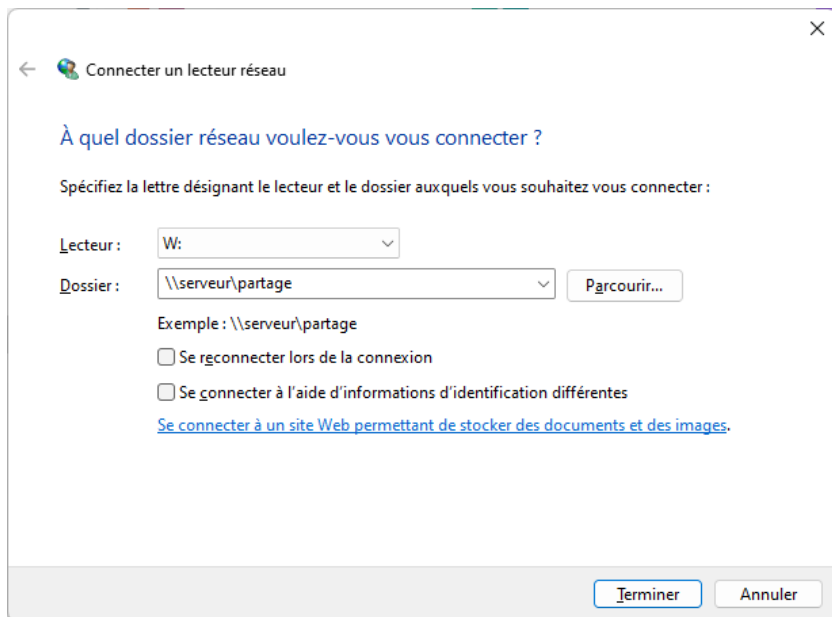 Connecter un lecteur réseau
À quel dossier réseau voulez-vous vous connecter ?
Spécifiez la lettre désignant le lecteur et le dossier auxquels vous souhaitez vous connecter :
Lecteur : W:
Dossier : \\serveur\partage Parcourir...
Exemple : \\serveur\partage
Se reconnecter lors de la connexion
Se connecter à l'aide d'informations d'identification différentes
Se connecter à un site Web permettant de stocker des documents et des images.
Terminer Annuler